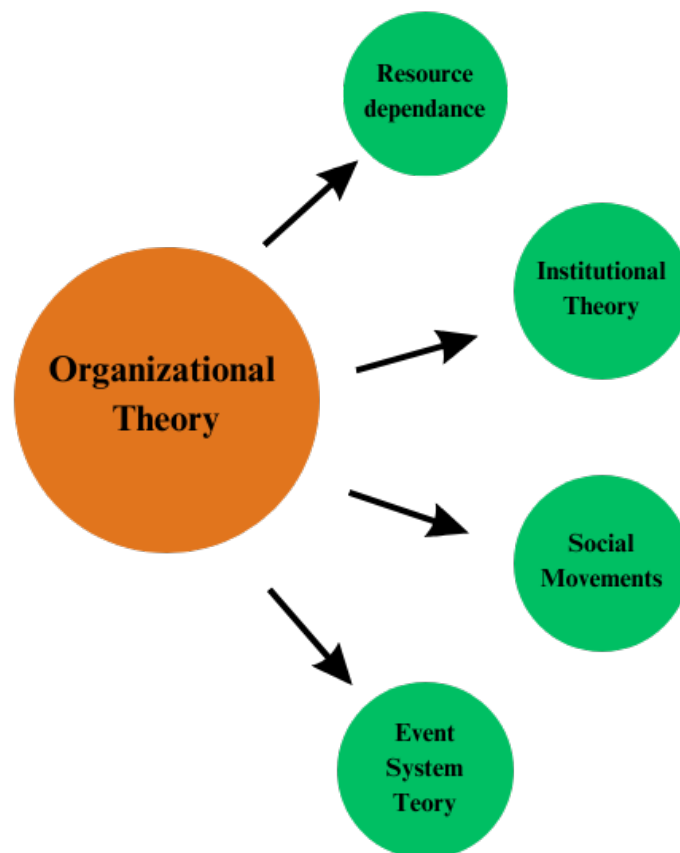 Resource
dependance
Institutional
Theory
Organizational
Theory
Social
Movements
Event
System
Teory